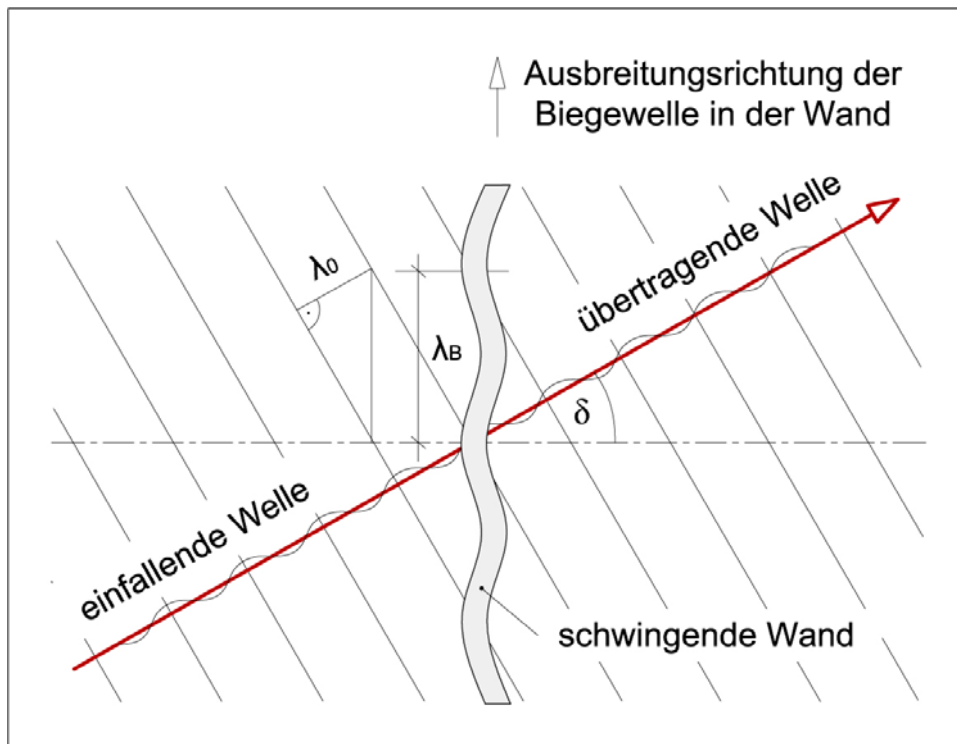 Ausbreitungsrichtung der
Biegewelle in der Wand
übertragende Welle
λ0
λB
δ
einfallende Welle
schwingende Wand